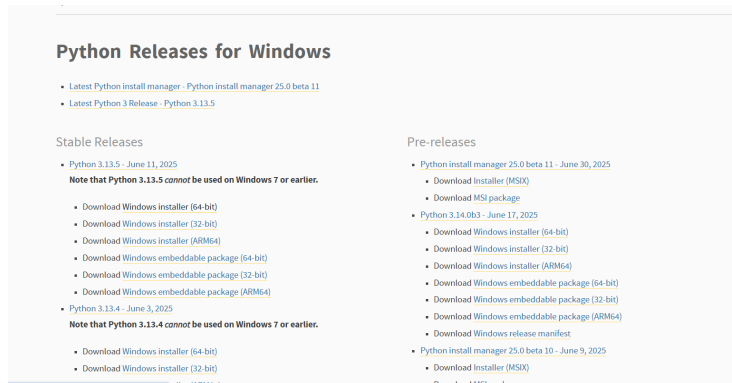 Python Releases for Windows
Latest Python install manager - Python install manager 25.0 beta 11
Latest Python 3 Release - Python 3.13.5
Stable Releases
Python 3.13.5 - June 11, 2025
Note that Python 3.13.5 cannot be used on Windows 7 or earlier.
Download Windows installer (64-bit)
Download Windows installer (32-bit)
Download Windows installer (ARM64)
Download Windows embeddable package (64-bit)
Download Windows embeddable package (32-bit)
Download Windows embeddable package (ARM64)
Python 3.13.4 - June 3, 2025
Note that Python 3.13.4 cannot be used on Windows 7 or earlier.
Download Windows installer (64-bit)
Download Windows installer (32-bit)
Pre-releases
Python install manager 25.0 beta 11 - June 30, 2025
Download Installer (MSIX)
Download MSI package
Python 3.14.0b3 - June 17, 2025
Download Windows installer (64-bit)
Download Windows installer (32-bit)
Download Windows installer (ARM64)
Download Windows embeddable package (64-bit)
Download Windows embeddable package (32-bit)
Download Windows embeddable package (ARM64)
Download Windows release manifest
Python install manager 25.0 beta 10 - June 9, 2025
Download Installer (MSIX)